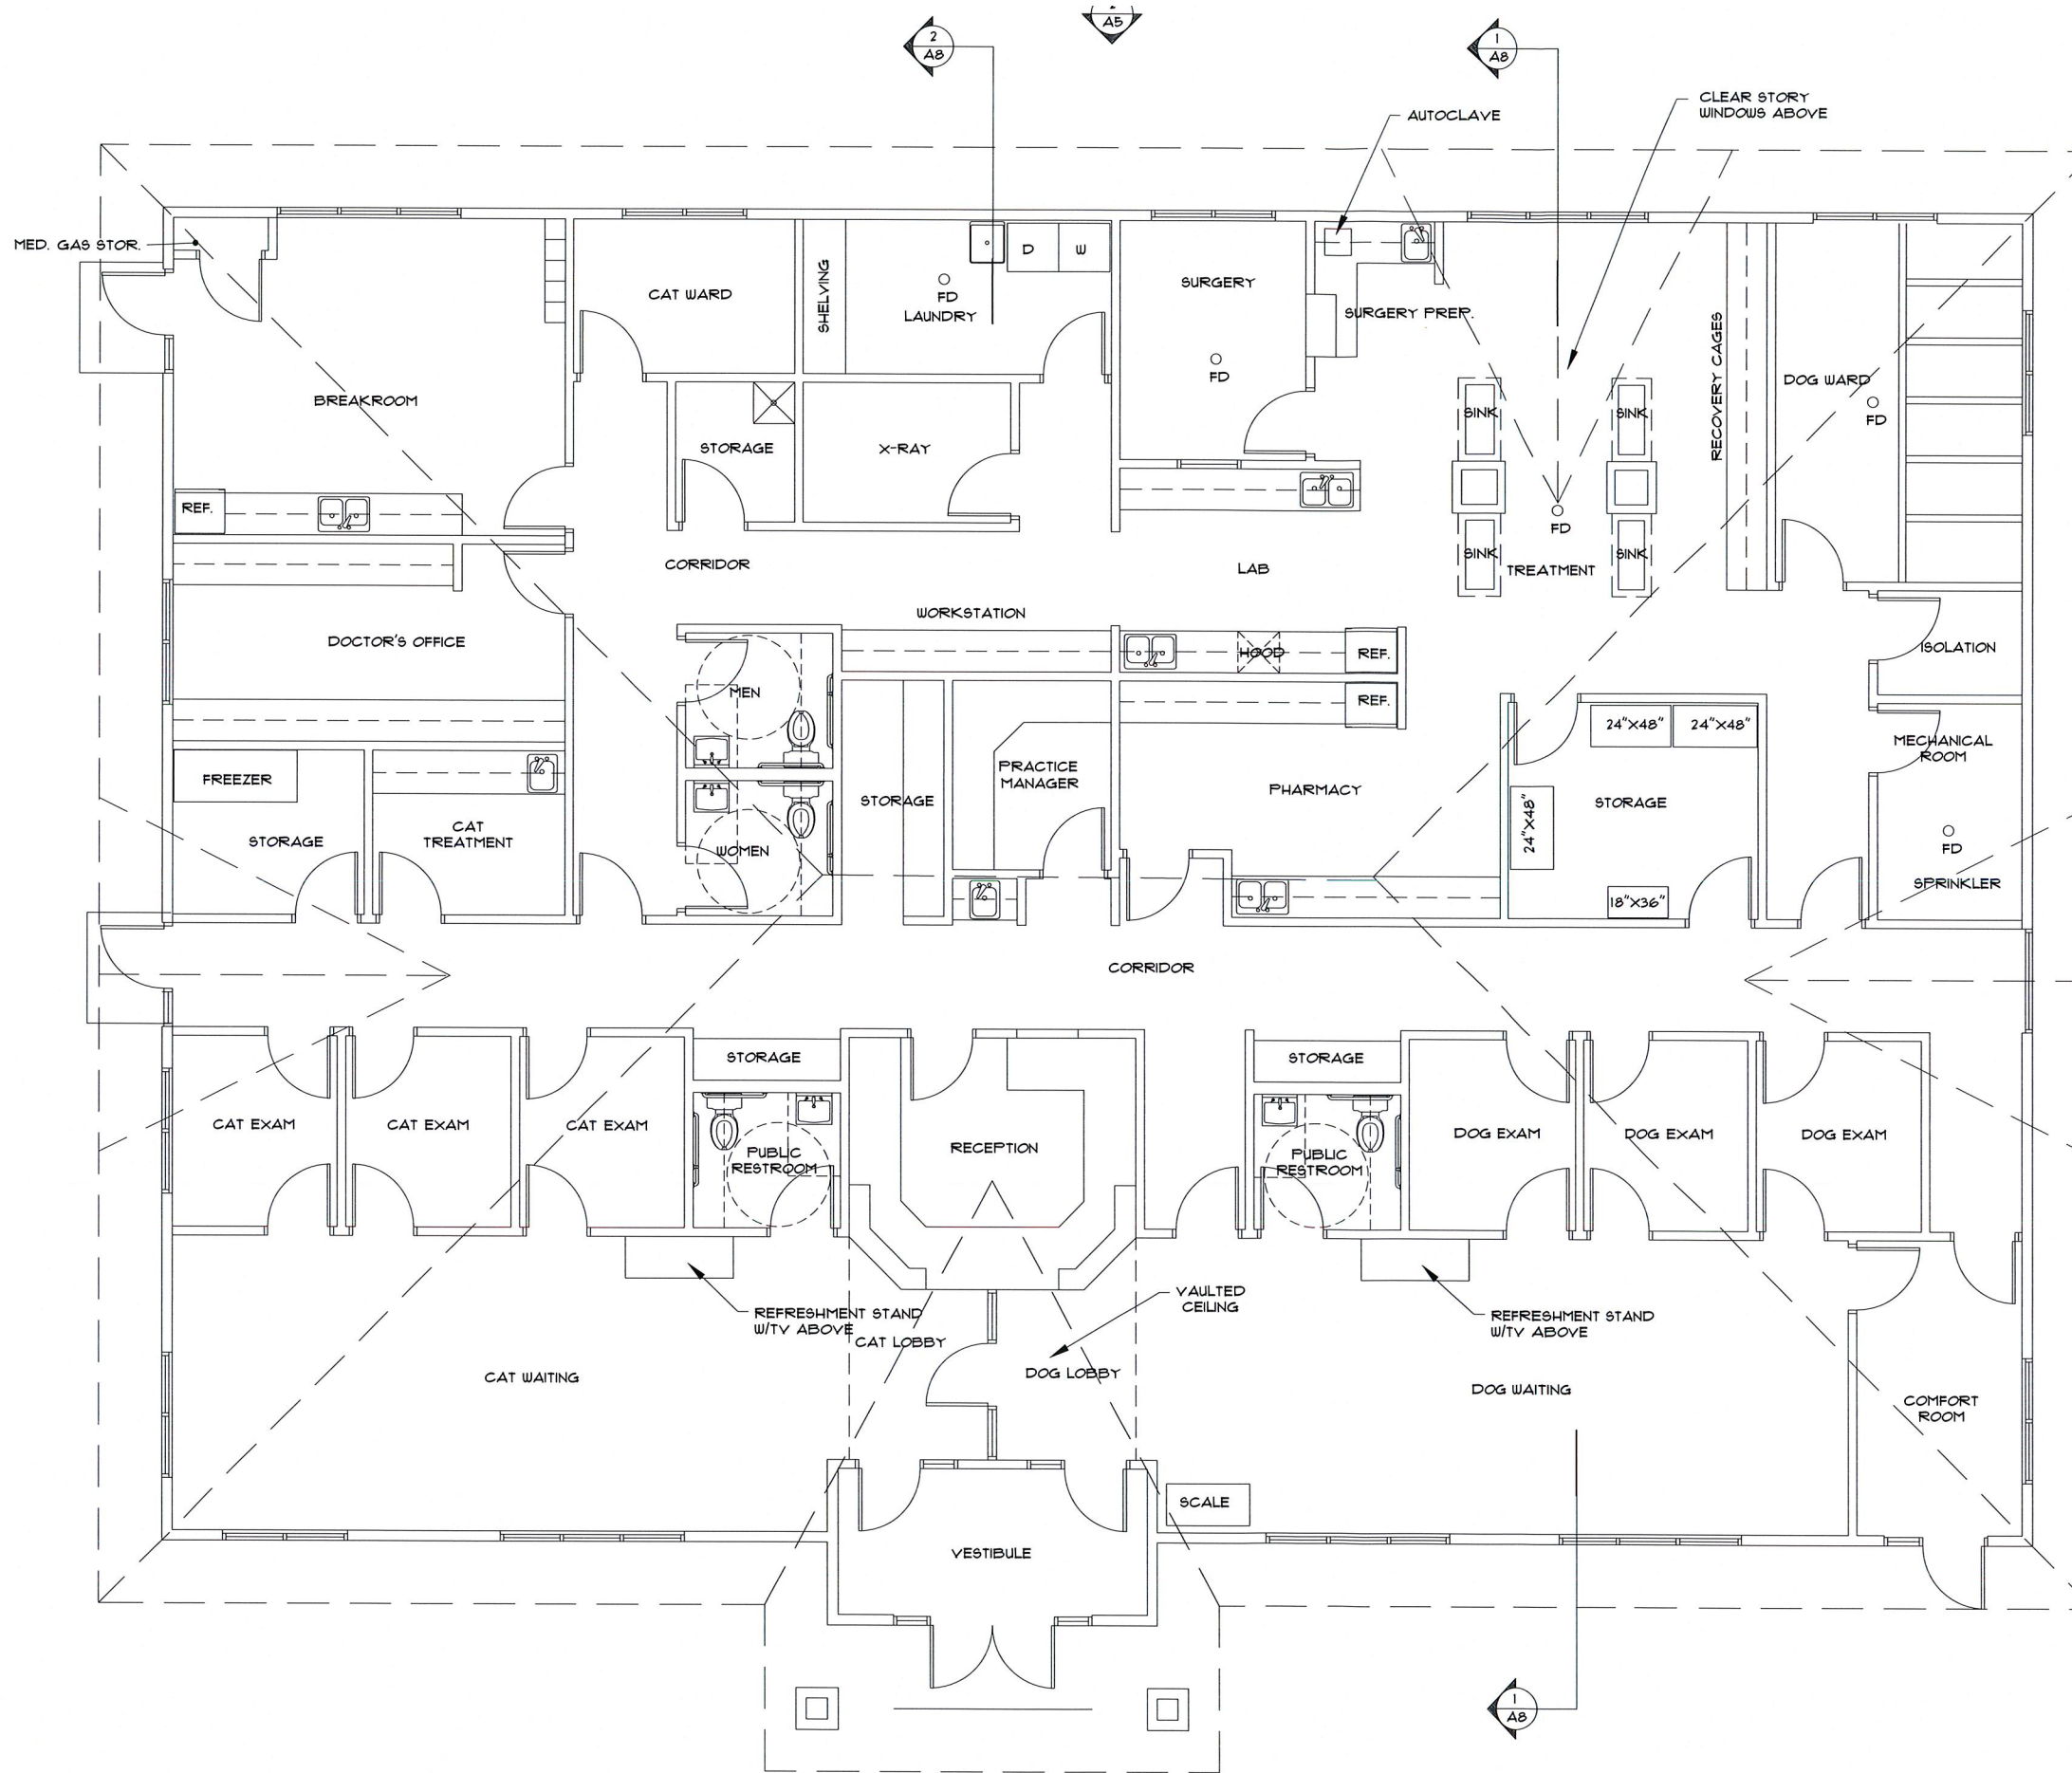 2
A8
A5
1
A8
CLEAR STORY
WINDOWS ABOVE
AUTOCLAVE
MED. GAS STOR.
CAT WARD
SHELVING
FD
LAUNDRY
D
W
SURGERY
FD
SURGERY PREP.
RECOVERY CAGES
DOG WARD
FD
BREAKROOM
STORAGE
X-RAY
SINK
SINK
REF.
FD
SINK
SINK
CORRIDOR
LAB
TREATMENT
WORKSTATION
DOCTOR'S OFFICE
MEN
HOOD
REF.
REF.
ISOLATION
24"X48"
24"X48"
MECHANICAL
ROOM
FREEZER
PRACTICE
MANAGER
PHARMACY
STORAGE
STORAGE
24"X48"
STORAGE
CAT
TREATMENT
WOMEN
FD
SPRINKLER
18"X36"
CORRIDOR
STORAGE
STORAGE
CAT EXAM
CAT EXAM
CAT EXAM
PUBLIC
RESTROOM
RECEPTION
PUBLIC
RESTROOM
DOG EXAM
DOG EXAM
DOG EXAM
REFRESHMENT STAND
W/TV ABOVE
CAT LOBBY
VAULTED
CEILING
REFRESHMENT STAND
W/TV ABOVE
CAT WAITING
DOG LOBBY
DOG WAITING
COMFORT
ROOM
SCALE
VESTIBULE
1
A8